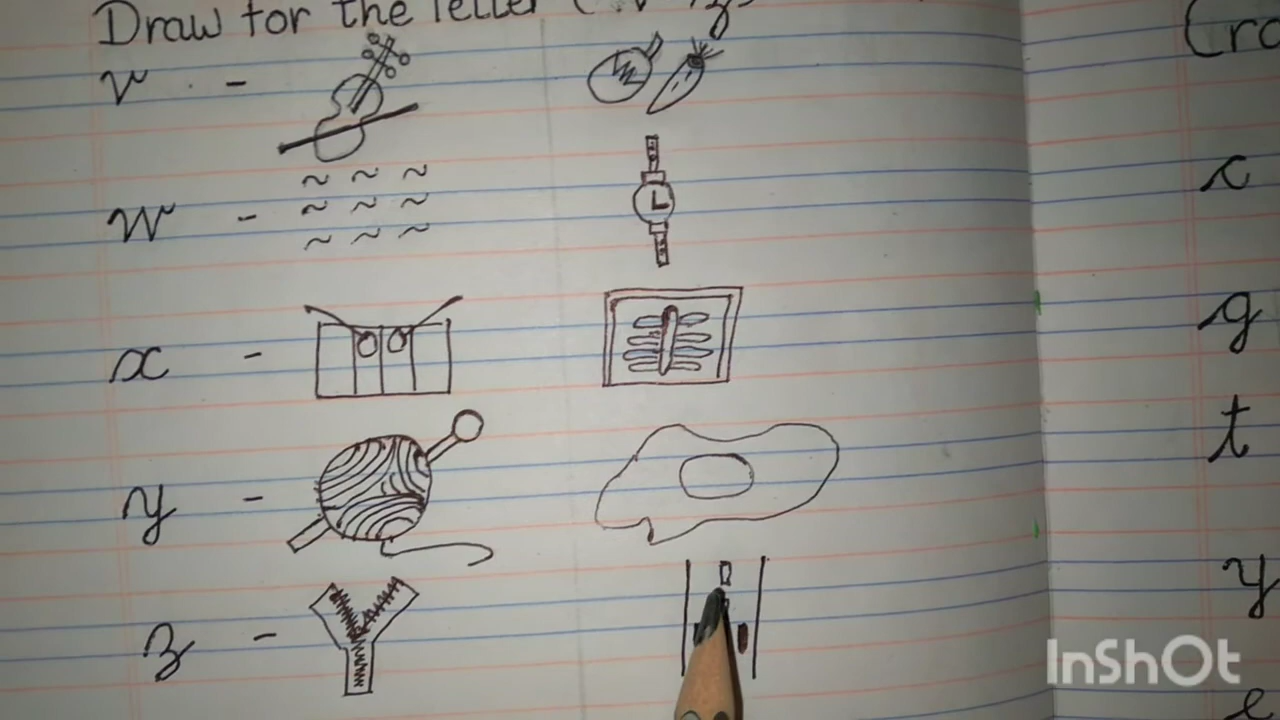 Draw for the letter
v -
w -
x -
y -
z -
x
g
t
y
e
InShOt